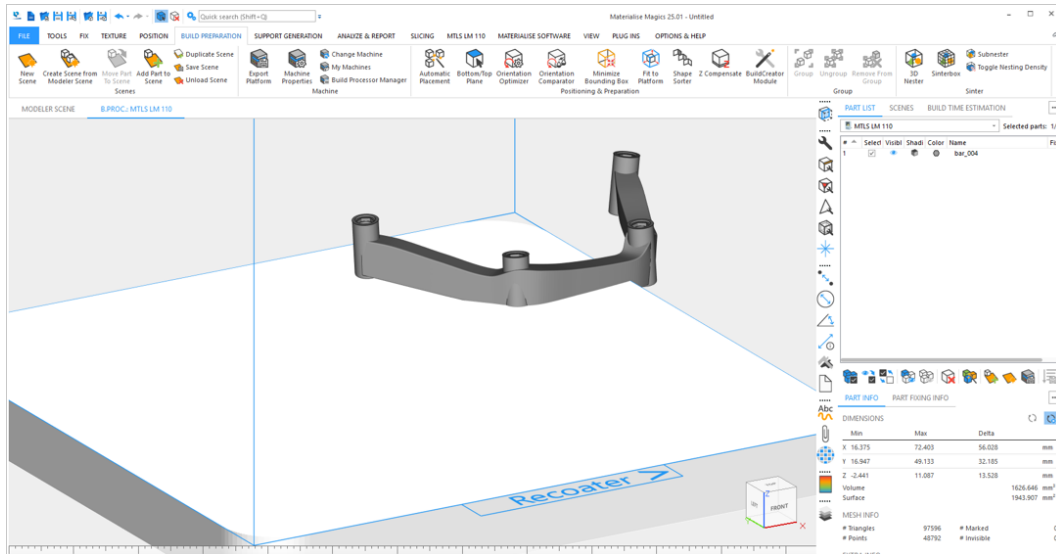 Quick search (Shift+Q)
Materialise Magics 25.01 - Untitled
FILE TOOLS FIX TEXTURE POSITION BUILD PREPARATION SUPPORT GENERATION ANALYZE & REPORT SLICING MTLS LM 110 MATERIALISE SOFTWARE VIEW PLUG INS OPTIONS & HELP
New Scene
Create Scene from Modeler Scene
Move Part To Scene
Add Part to Scene
Duplicate Scene
Save Scene
Unload Scene
Scenes
Export Platform
Machine Properties
Change Machine
My Machines
Build Processor Manager
Machine
Automatic Placement
Bottom/Top Plane
Orientation Optimizer
Orientation Comparator
Minimize Bounding Box
Fit to Platform
Shape Sorter
Z Compensate
BuildCreator Module
Positioning & Preparation
Group
Ungroup
Remove From Group
Group
3D Nester
Sinterbox
Subnester
Toggle Nesting Density
Sinter
MODELER SCENE B.PROC.: MTLS LM 110
PART LIST SCENES BUILD TIME ESTIMATION
MTLS LM 110 Selected parts: 1/
# Select Visibl Shadi Color Name
1 bar_004
Abc
PART INFO PART FIXING INFO
DIMENSIONS
Min Max Delta
X 16.375 72.403 56.028 mm
Y 16.947 49.133 32.185 mm
Z -2.441 11.087 13.528 mm
Volume 1626.646 mm³
Surface 1943.907 mm²
MESH INFO
# Triangles 97596 # Marked
# Points 48792 # Invisible
Recoater
FRONT
Z
X